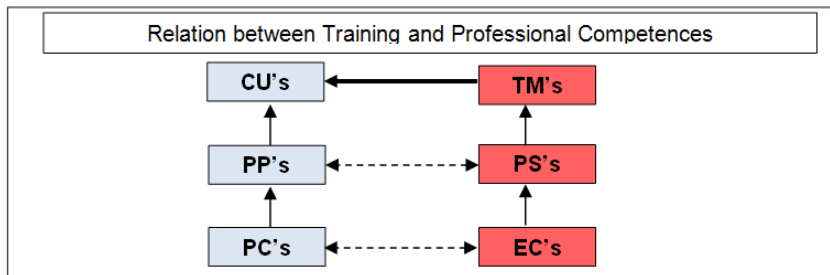 Relation between Training and Professional Competences
CU's TM's
PP's PS's
PC's EC's